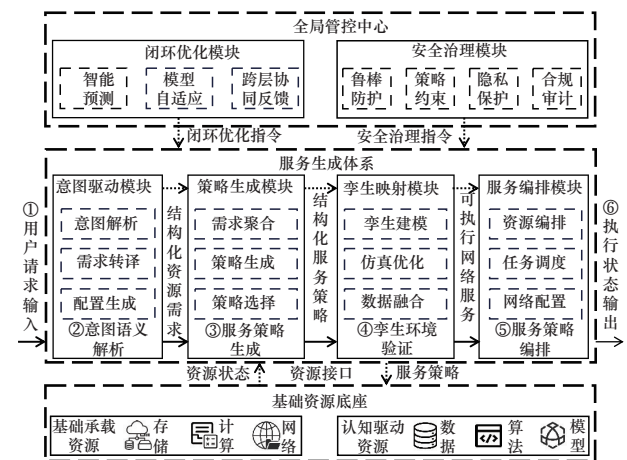 全局管控中心
闭环优化模块
智能
预测
模型
自适应
跨层协
同反馈
安全治理模块
鲁棒
防护
策略
约束
隐私
保护
合规
审计
闭环优化指令
安全治理指令
服务生成体系
①用户请求输入
意图驱动模块
意图解析
需求转译
配置生成
②意图语义
解析
结构化资源需求
策略生成模块
需求聚合
策略生成
策略选择
③服务策略
生成
结构化服务策略
孪生映射模块
孪生建模
仿真优化
数据融合
④孪生环境
验证
可执行网络服务
服务编排模块
资源编排
任务调度
网络配置
⑤服务策略
编排
⑥执行状态输出
资源状态
资源接口
服务策略
基础资源底座
基础承载
资源
存储
计算
网络
认知驱动
资源
数据
算法
模型